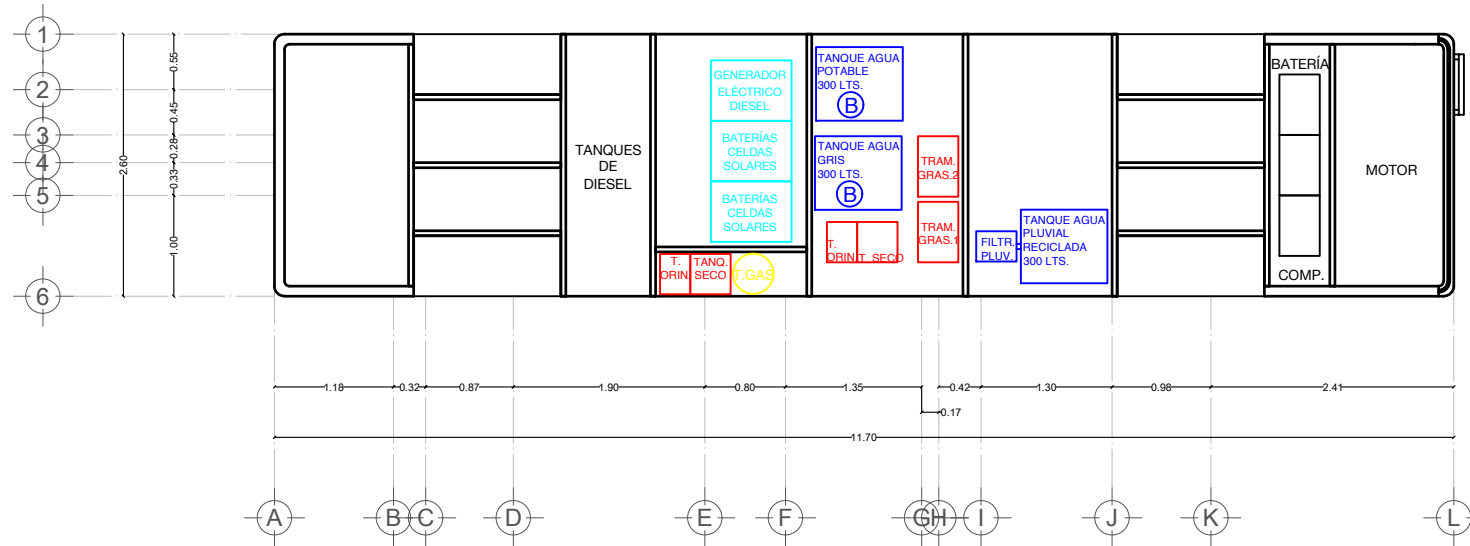 1
2
3
4
5
6
0.55
0.45
0.28
0.33
1.00
2.60
TANQUES
DE
DIESEL
GENERADOR
ELÉCTRICO
DIESEL
BATERÍAS
CELDAS
SOLARES
BATERÍAS
CELDAS
SOLARES
T.
ORIN.
TANQ.
SECO
T.GAS
TANQUE AGUA
POTABLE
300 LTS.
B
TANQUE AGUA
GRIS
300 LTS.
B
T.
ORIN.
T. SECO
TRAM.
GRAS.2
TRAM.
GRAS.1
FILTR.
PLUV.
TANQUE AGUA
PLUVIAL
RECICLADA
300 LTS.
BATERÍA
COMP.
MOTOR
1.18
0.32
0.87
1.90
0.80
1.35
0.17
0.42
1.30
0.98
2.41
11.70
A
B
C
D
E
F
G
H
I
J
K
L